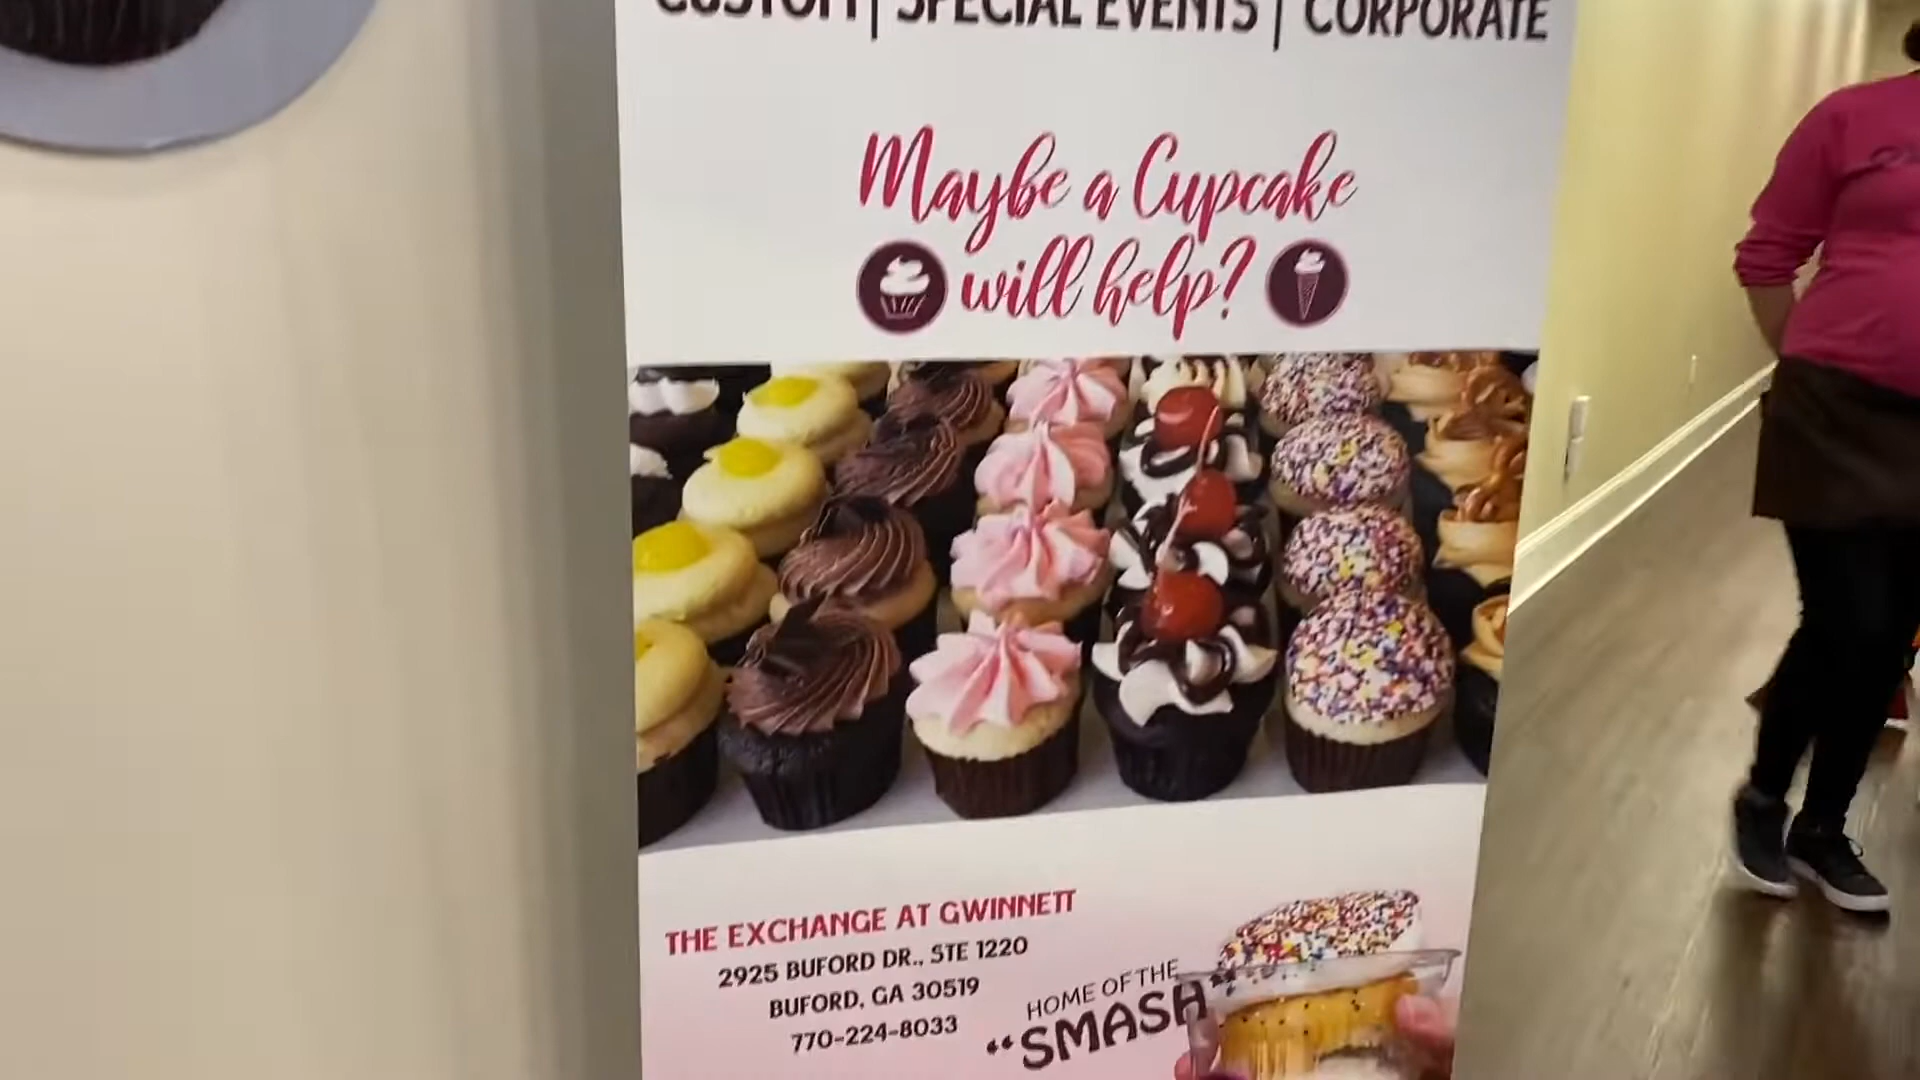 CUSTOM | SPECIAL EVENTS | CORPORATE
Maybe a Cupcake
will help?
THE EXCHANGE AT GWINNETT
2925 BUFORD DR., STE 1220
BUFORD, GA 30519
770-224-8033
HOME OF THE
"SMASH"